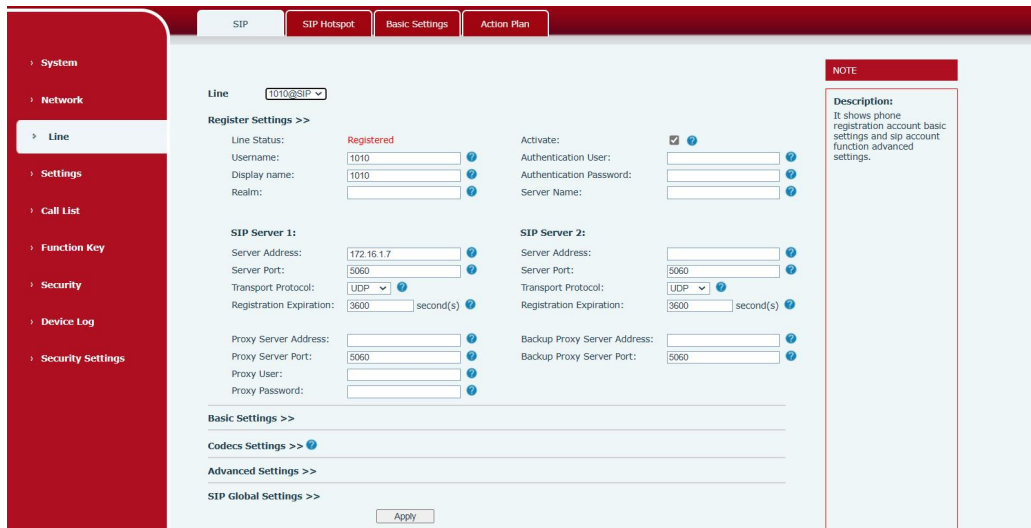 SIP SIP Hotspot Basic Settings Action Plan
› System
› Network
› Line
› Settings
› Call List
› Function Key
› Security
› Device Log
› Security Settings
Line 1010@SIP
Register Settings >>
Line Status: Registered Activate:
Username: 1010 Authentication User:
Display name: 1010 Authentication Password:
Realm: Server Name:
SIP Server 1: SIP Server 2:
Server Address: 172.16.1.7 Server Address:
Server Port: 5060 Server Port: 5060
Transport Protocol: UDP Transport Protocol: UDP
Registration Expiration: 3600 second(s) Registration Expiration: 3600 second(s)
Proxy Server Address: Backup Proxy Server Address:
Proxy Server Port: 5060 Backup Proxy Server Port: 5060
Proxy User:
Proxy Password:
Basic Settings >>
Codecs Settings >>
Advanced Settings >>
SIP Global Settings >>
Apply
NOTE
Description:
It shows phone
registration account basic
settings and sip account
function advanced
settings.